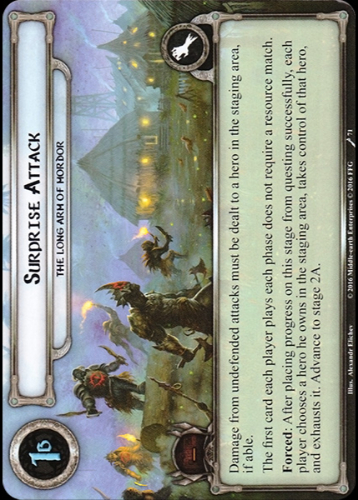 1B
SURPRISE ATTACK
THE LONG ARM OF MORDOR
Damage from undefended attacks must be dealt to a hero in the staging area,
if able.
The first card each player plays each phase does not require a resource match.
Forced: After placing progress on this stage from questing successfully, each
player chooses a hero he owns in the staging area, takes control of that hero,
and exhausts it. Advance to stage 2A.
Illus. Alexandr Elichev © 2016 Middle-earth Enterprises © 2016 FFG 71